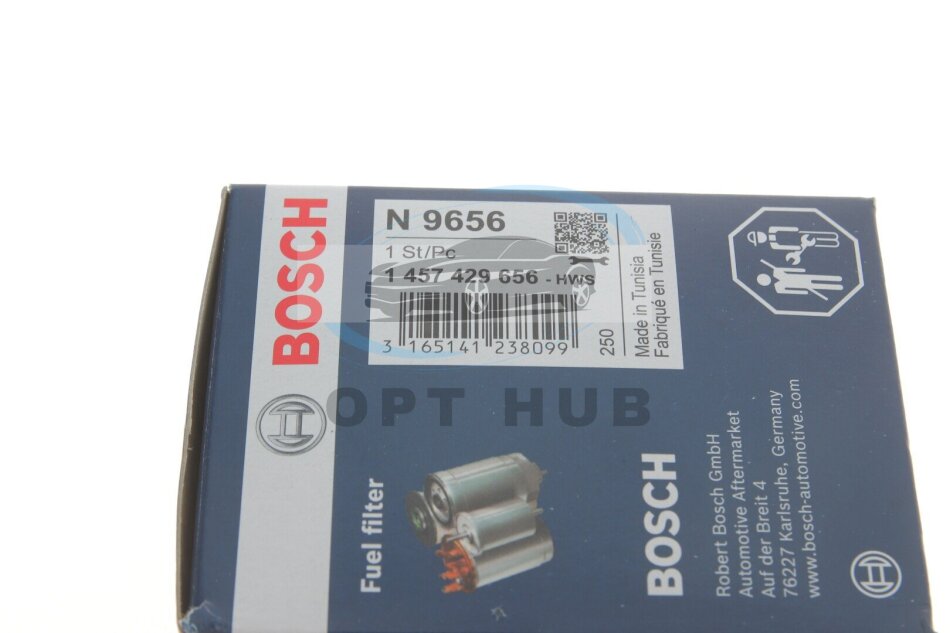 BOSCH
N 9656
1 St/Pc
1 457 429 656 - HWS
3 165141 238099
250
Made in Tunisia
Fabriqué en Tunisie
OPT HUB
Fuel filter
BOSCH
Robert Bosch GmbH
Automotive Aftermarket
Auf der Breit 4
76227 Karlsruhe, Germany
www.bosch-automotive.com